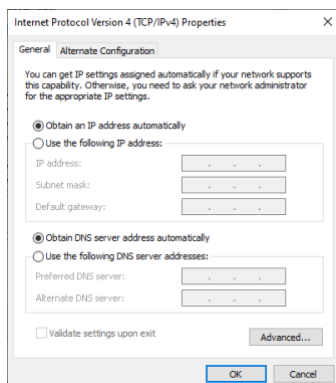 Internet Protocol Version 4 (TCP/IPv4) Properties
General
Alternate Configuration
You can get IP settings assigned automatically if your network supports
this capability. Otherwise, you need to ask your network administrator
for the appropriate IP settings.
Obtain an IP address automatically
Use the following IP address:
IP address:
Subnet mask:
Default gateway:
Obtain DNS server address automatically
Use the following DNS server addresses:
Preferred DNS server:
Alternate DNS server:
Validate settings upon exit
Advanced...
OK
Cancel